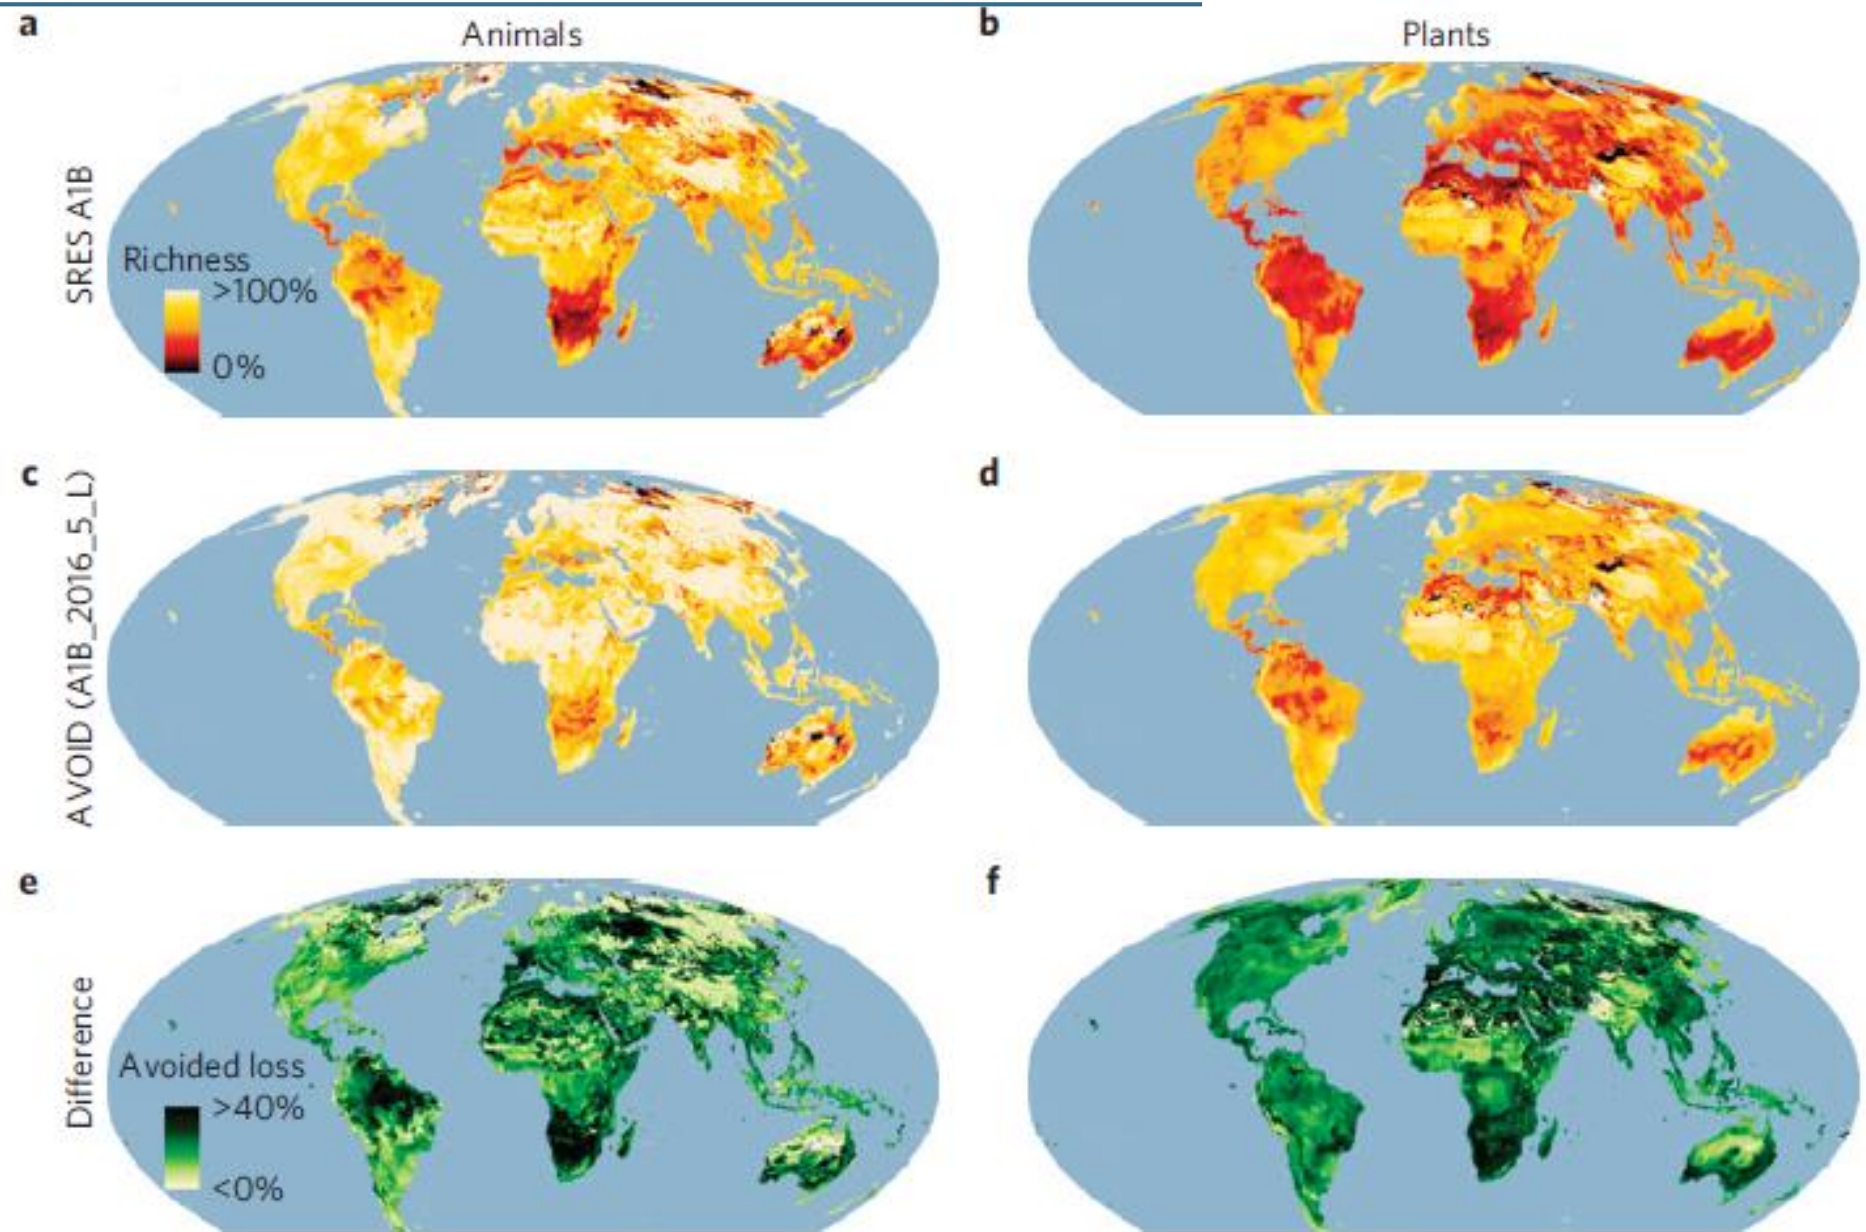 a
Animals
b
Plants
SRES A1B
Richness
>100%
0%
c
d
AVOID (A1B_2016_5_L)
e
f
Difference
Avoided loss
>40%
<0%